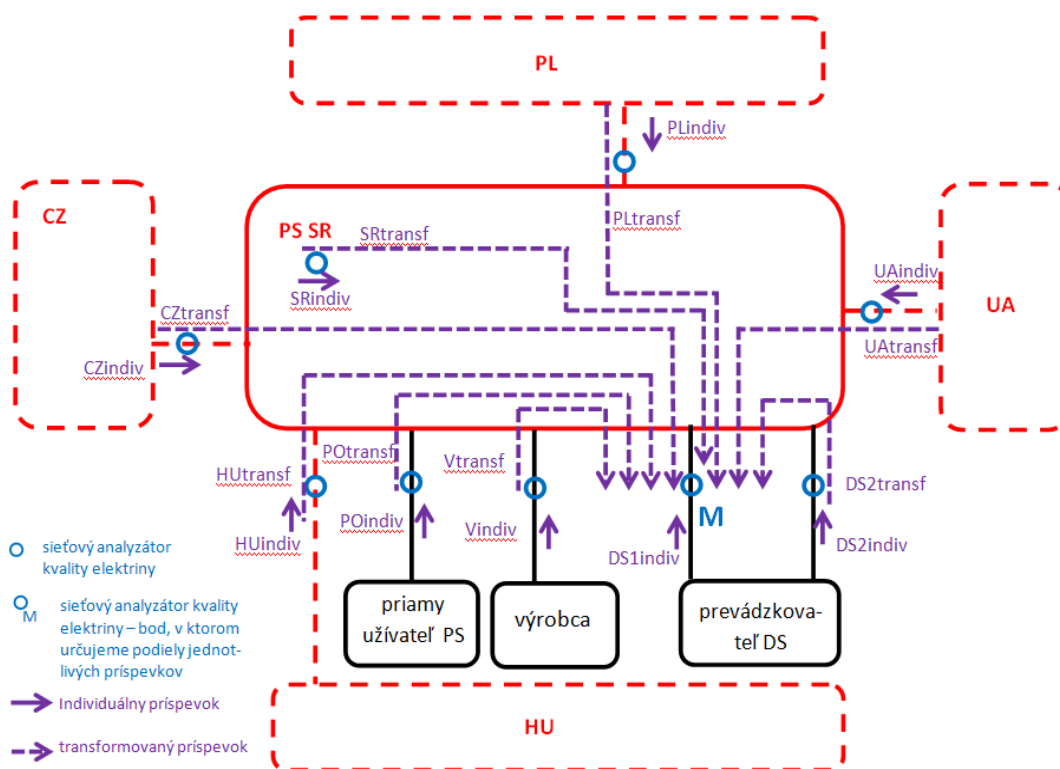 PL
PLindiv
CZ
PS SR
SRtransf
PLtransf
SRindiv
UAindiv
UA
CZtransf
UAtransf
CZindiv
POtransf
Vtransf
HUtransf
DS2transf
M
POindiv
Vindiv
HUindiv
DS1indiv
DS2indiv
sieťový analyzátor
kvality elektriny
M
sieťový analyzátor kvality
elektriny – bod, v ktorom
určujeme podiely jednot-
livých príspevkov
Individuálny príspevok
transformovaný príspevok
priamy
užívateľ PS
výrobca
prevádzkova-
teľ DS
HU